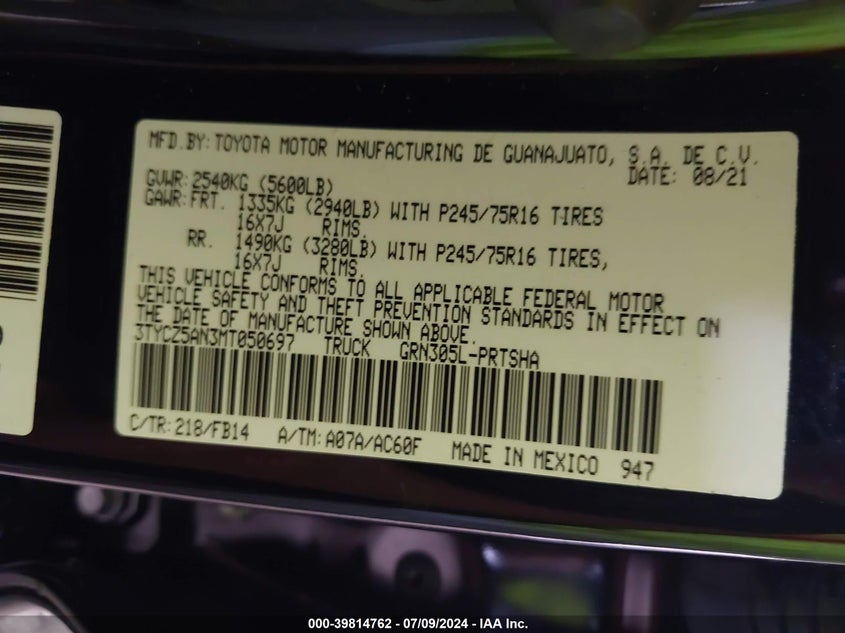 MFD.BY: TOYOTA MOTOR MANUFACTURING DE GUANAJUATO, S.A. DE C.V.
DATE: 08/21
GVWR: 2540KG (5600LB)
GAWR: FRT. 1335KG (2940LB) WITH P245/75R16 TIRES
16X7J RIMS.
RR. 1490KG (3280LB) WITH P245/75R16 TIRES,
16X7J RIMS.
THIS VEHICLE CONFORMS TO ALL APPLICABLE FEDERAL MOTOR
VEHICLE SAFETY AND THEFT PREVENTION STANDARDS IN EFFECT ON
THE DATE OF MANUFACTURE SHOWN ABOVE.
3TYCZ5AN3MT050697 TRUCK GRN305L-PRTSHA
C/TR: 218/FB14 A/TM: A07A/AC60F MADE IN MEXICO 947
000-39814762 - 07/09/2024 - IAA Inc.